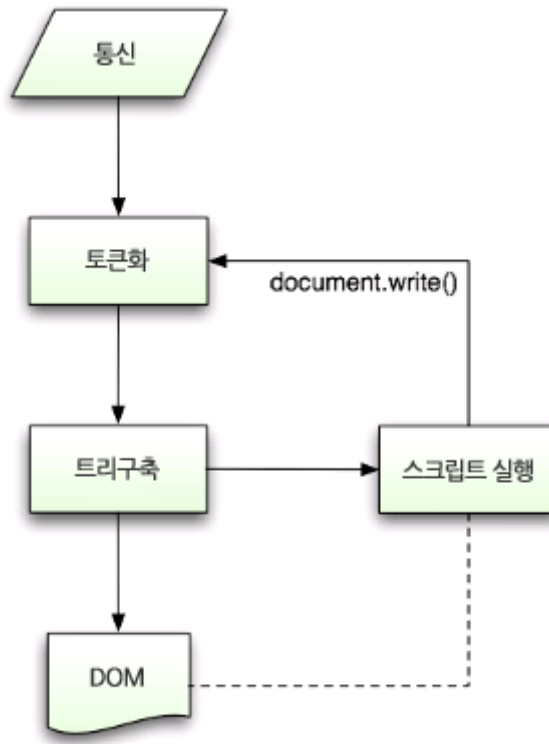 통신
토큰화
document.write()
트리구축
스크립트 실행
DOM